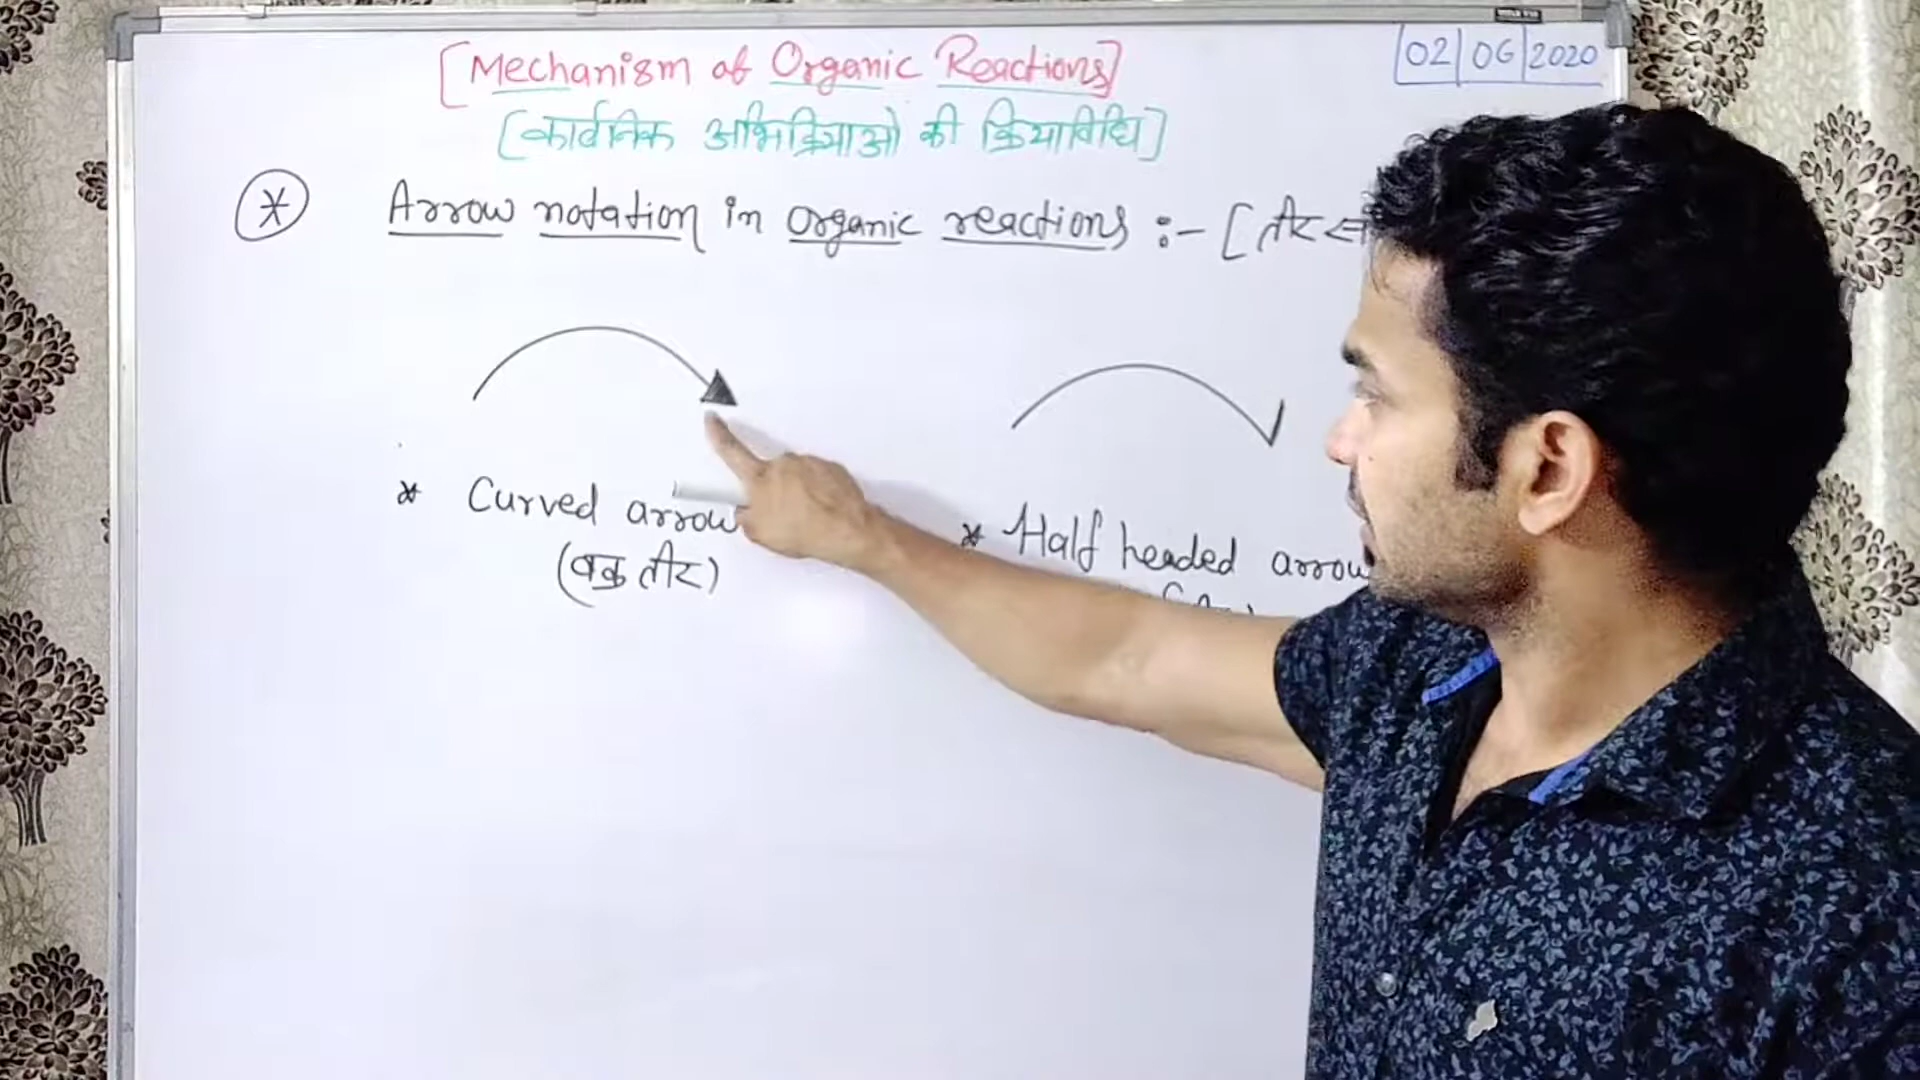 [Mechanism of Organic Reactions]
02|06|2020
[कार्बनिक अभिक्रियाओ की क्रियाविधि]
* Arrow notation in Organic reactions :- [ तीर
* Curved arrow
(वक्र तीर)
* Half headed arrow